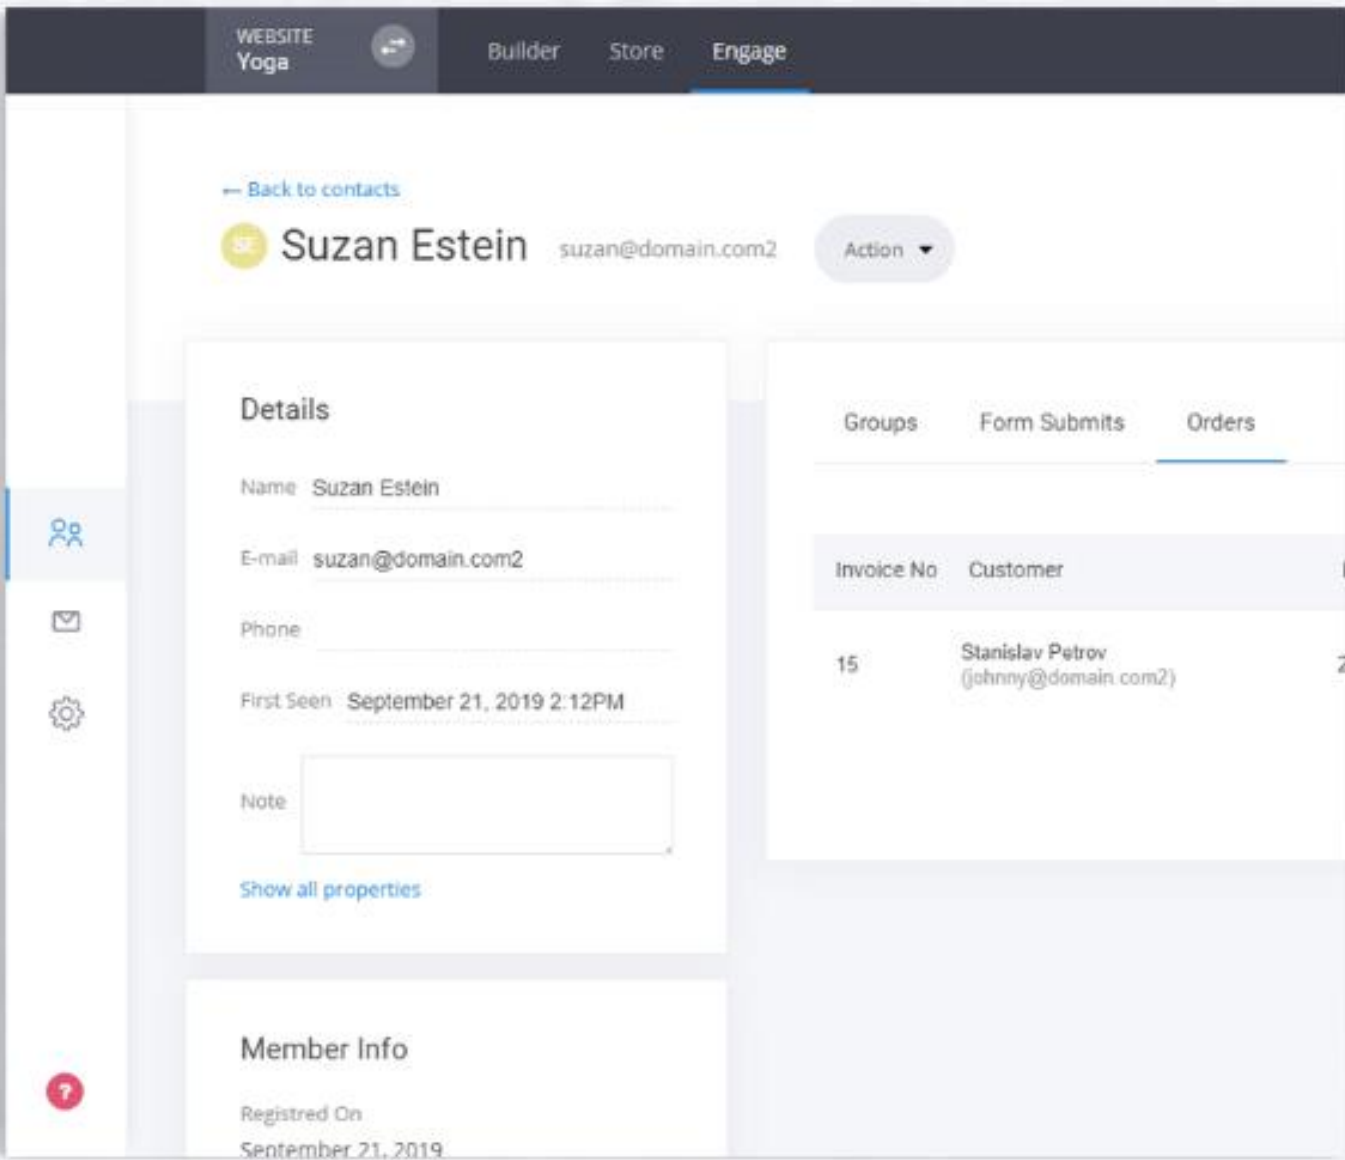 WEBSITE
Yoga
Builder Store Engage
← Back to contacts
SE Suzan Estein suzan@domain.com2 Action
Details
Name Suzan Estein
E-mail suzan@domain.com2
Phone
First Seen September 21, 2019 2:12PM
Note
Show all properties
Groups Form Submits Orders
Invoice No Customer
15 Stanislav Petrov
(johnny@domain.com2)
Member Info
Registred On
September 21, 2019
?